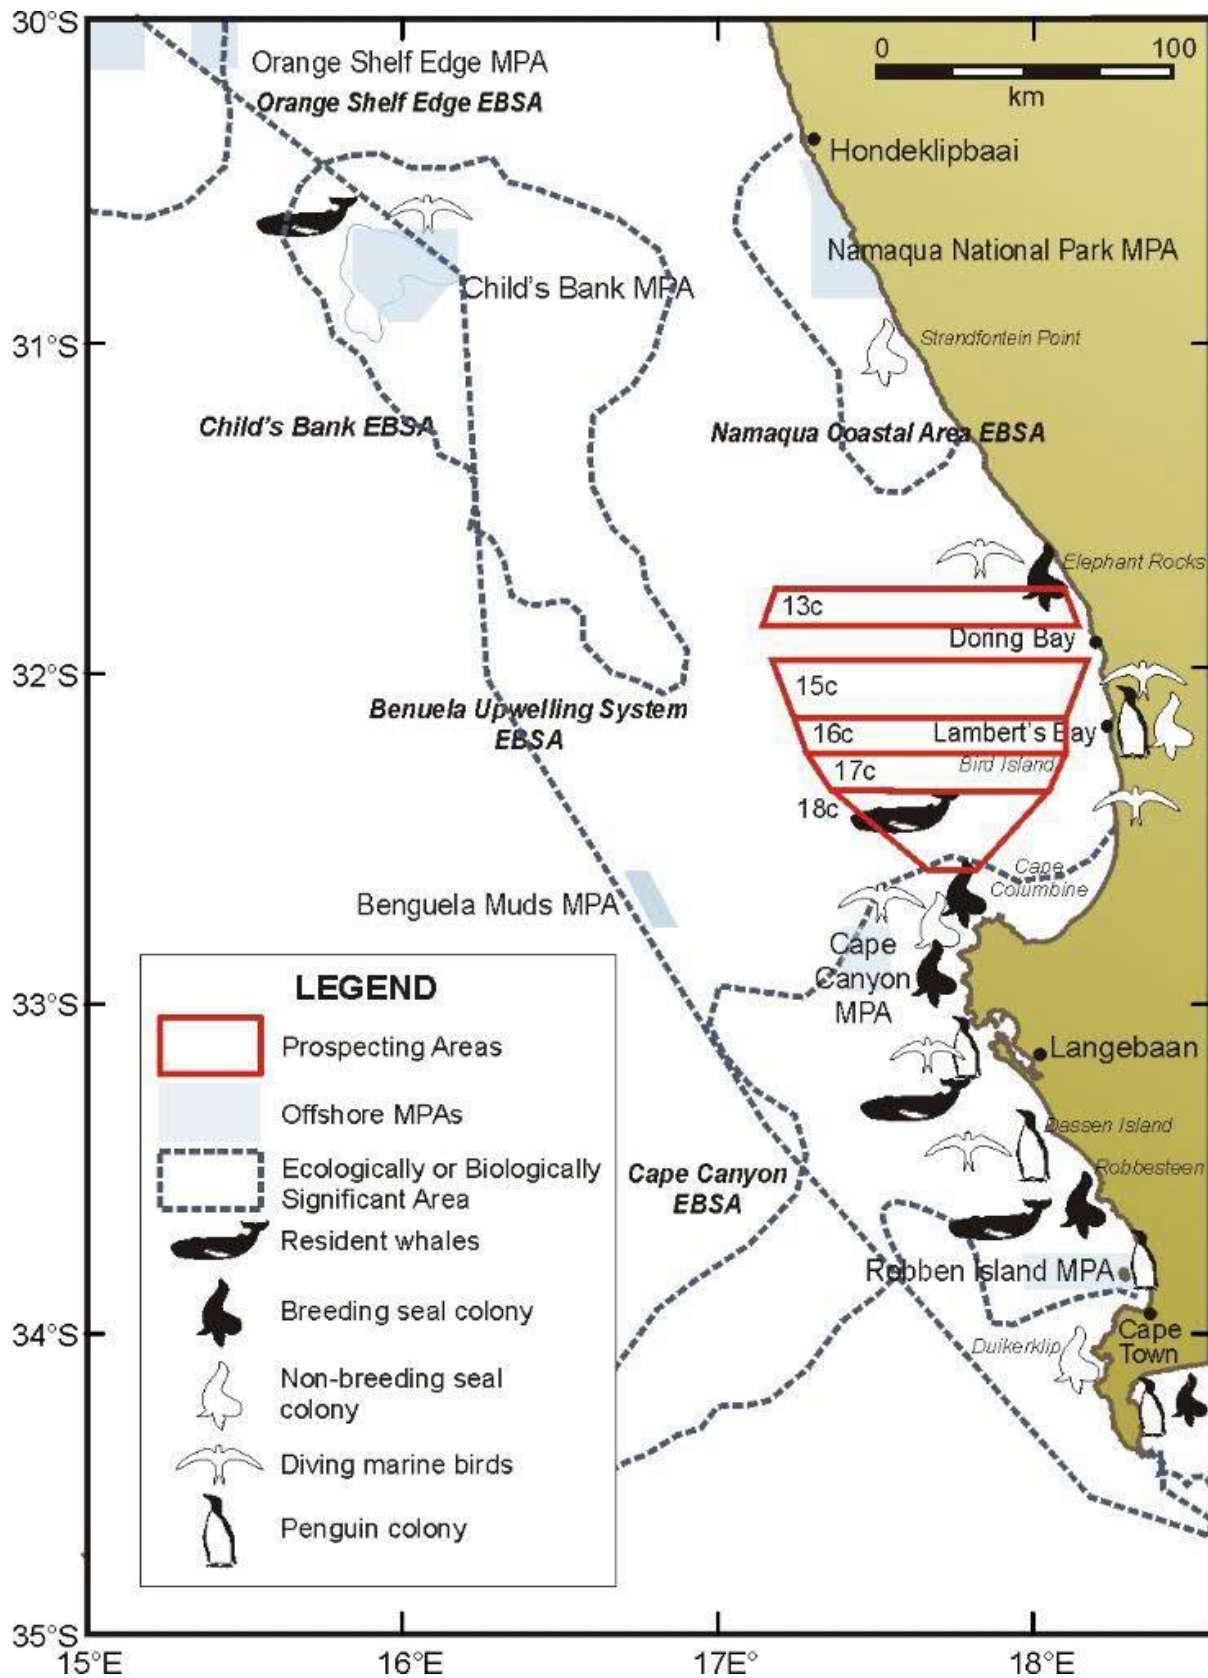 30°S
Orange Shelf Edge MPA
Orange Shelf Edge EBSA
0 100
km
Hondeklipbaai
Namaqua National Park MPA
Child's Bank MPA
31°S
Strandfontein Point
Child's Bank EBSA
Namaqua Coastal Area EBSA
Elephant Rocks
13c
Doring Bay
32°S
15c
Benuela Upwelling System
EBSA
16c
Lambert's Bay
17c
Bird Island
18c
Cape
Columbine
Benguela Muds MPA
Cape
Canyon
MPA
33°S
LEGEND
Prospecting Areas
Offshore MPAs
Ecologically or Biologically
Significant Area
Resident whales
Breeding seal colony
Non-breeding seal
colony
Diving marine birds
Penguin colony
Langebaan
Dassen Island
Robbesteen
Cape Canyon
EBSA
Robben Island MPA
34°S
Duikerklip
Cape
Town
35°S
15°E
16°E
17°E
18°E